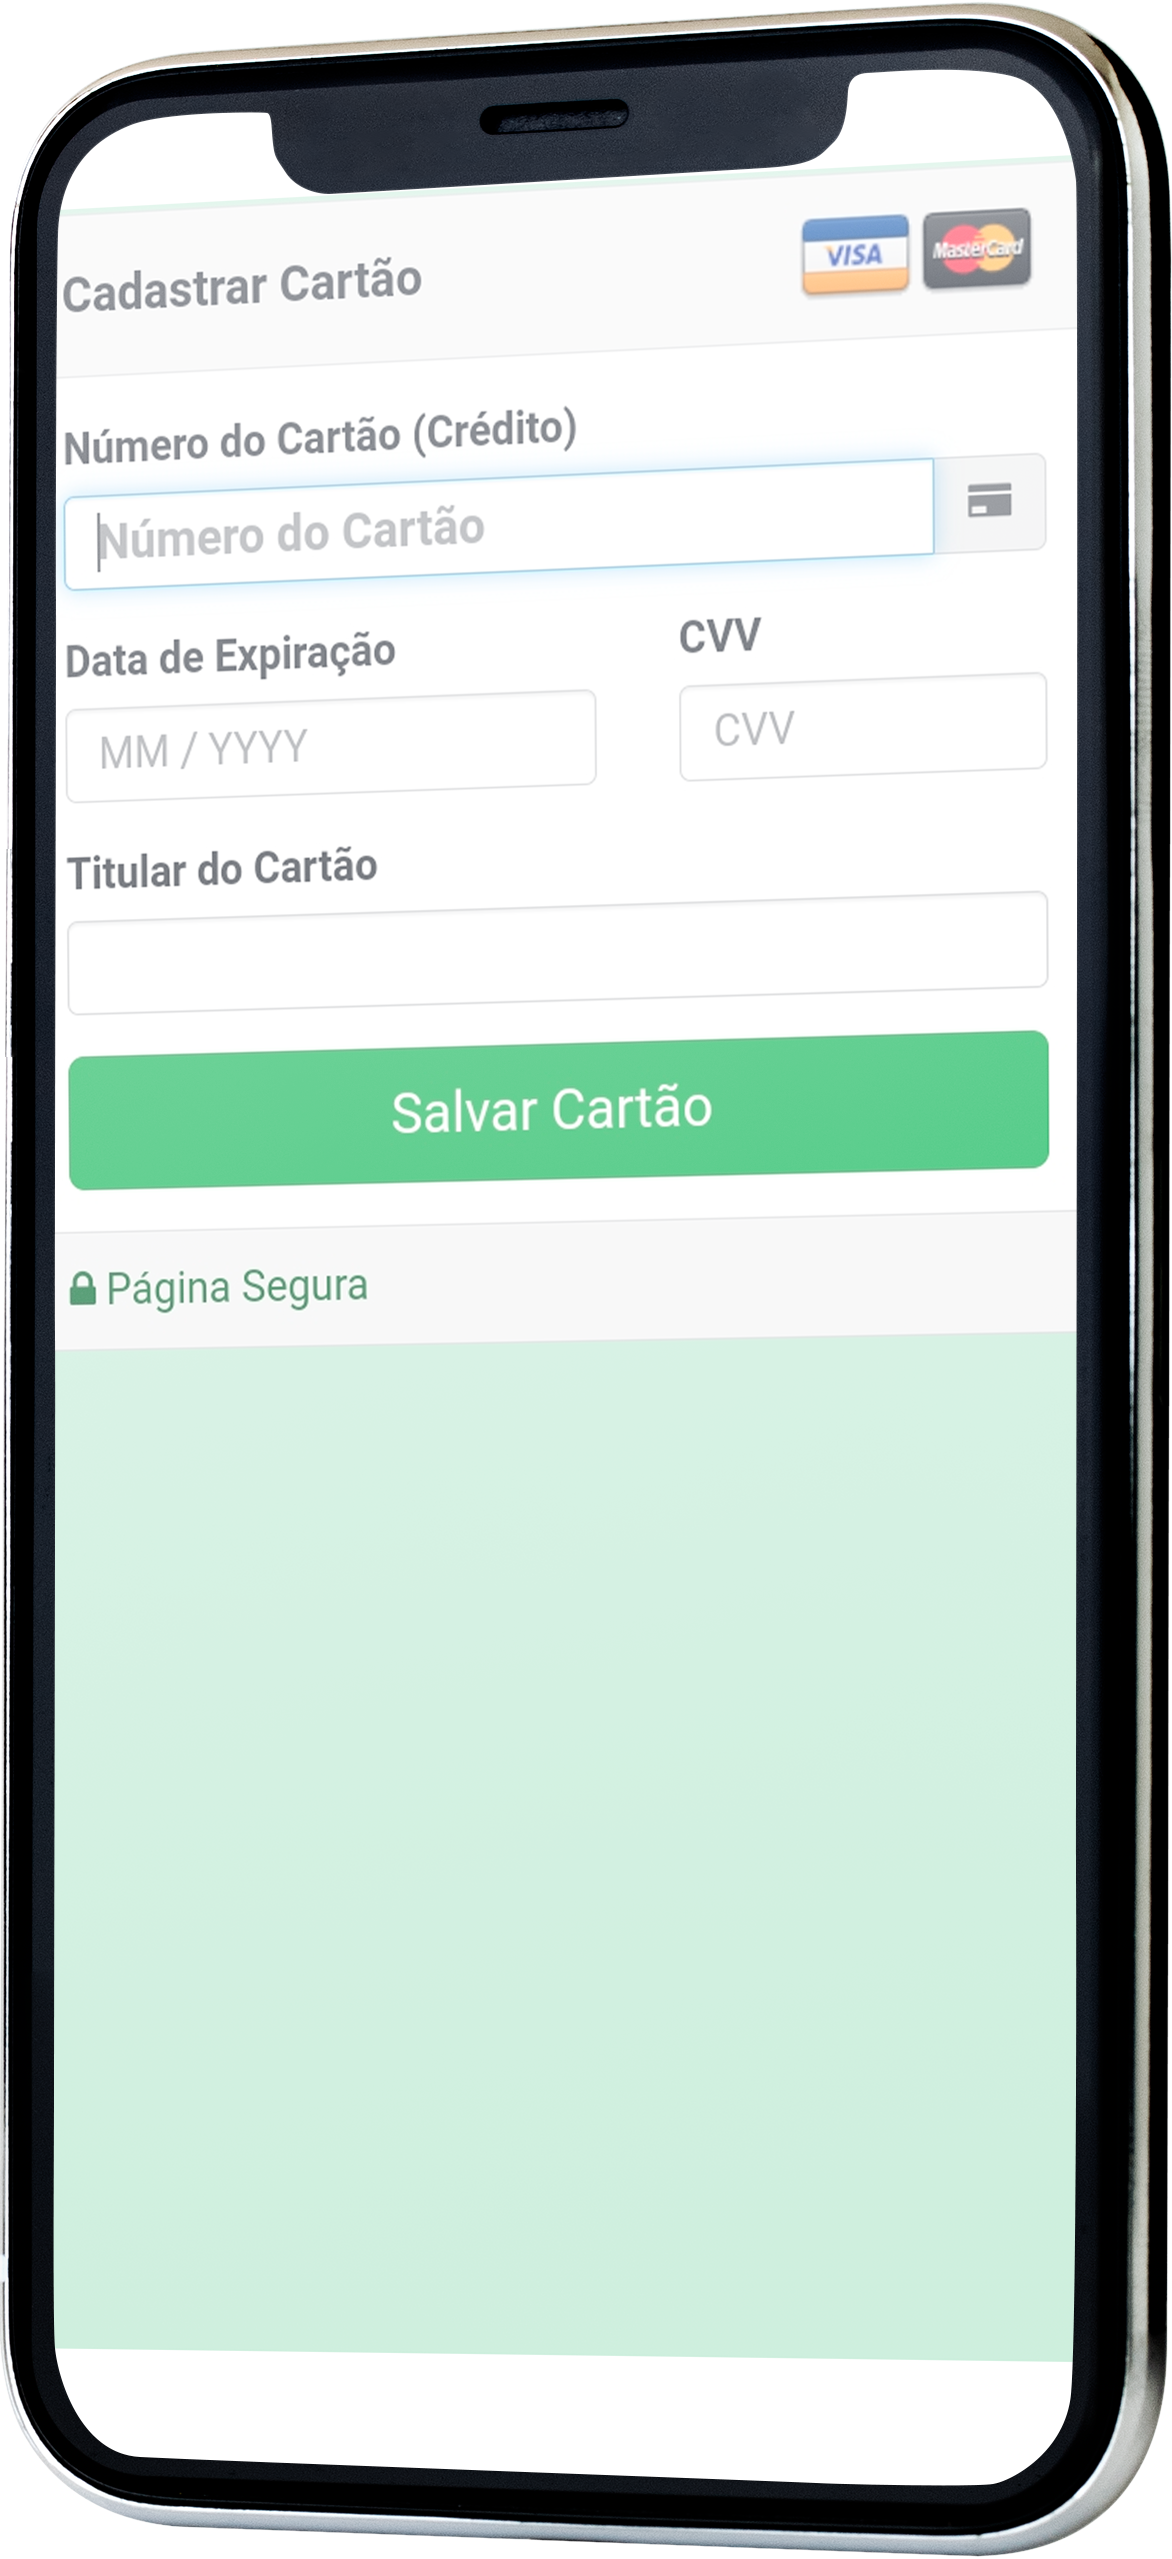 Cadastrar Cartão
VISA
MasterCard
Número do Cartão (Crédito)
Número do Cartão
Data de Expiração
CVV
MM / YYYY
CVV
Titular do Cartão
Salvar Cartão
Página Segura